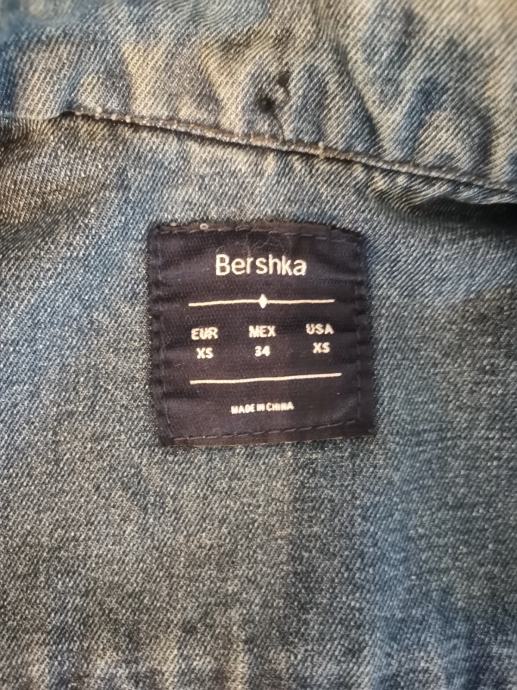 Bershka
EUR MEX USA
XS 34 XS
MADE IN CHINA